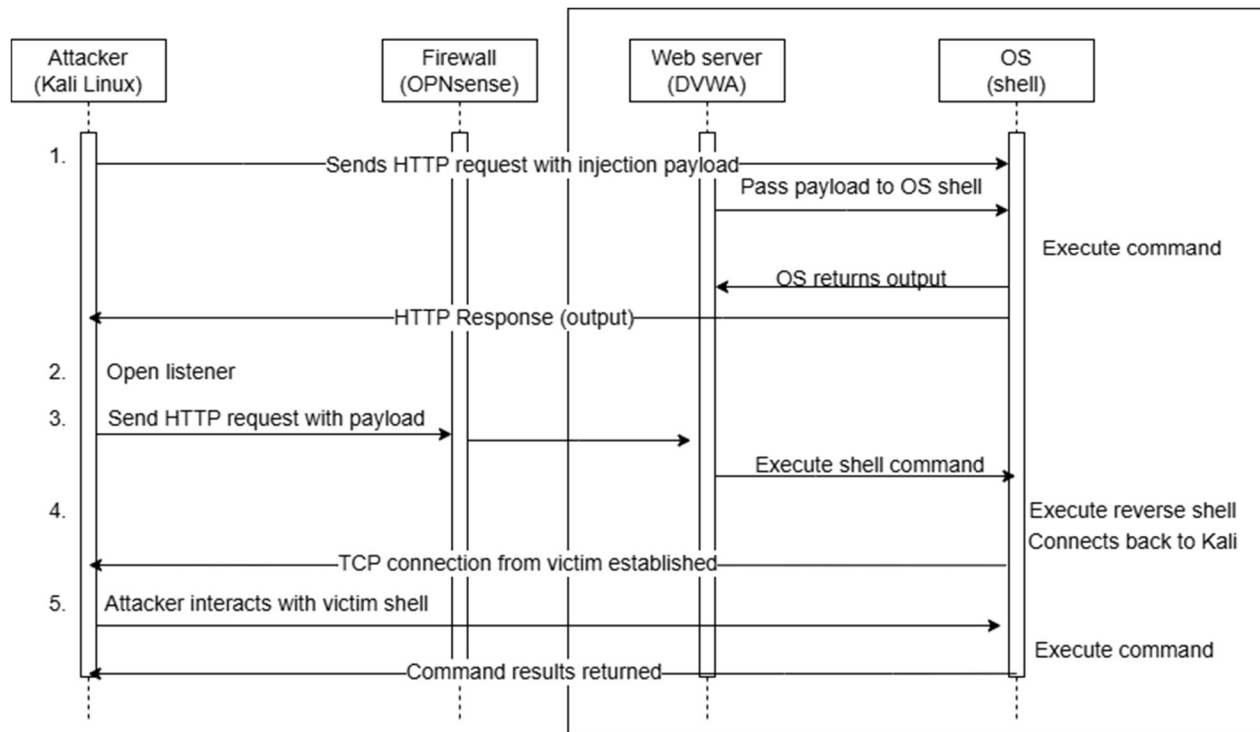 Attacker
(Kali Linux)
Firewall
(OPNsense)
Web server
(DVWA)
OS
(shell)
1.
Sends HTTP request with injection payload
Pass payload to OS shell
Execute command
OS returns output
HTTP Response (output)
2.
Open listener
3.
Send HTTP request with payload
Execute shell command
4.
Execute reverse shell
Connects back to Kali
TCP connection from victim established
5.
Attacker interacts with victim shell
Execute command
Command results returned